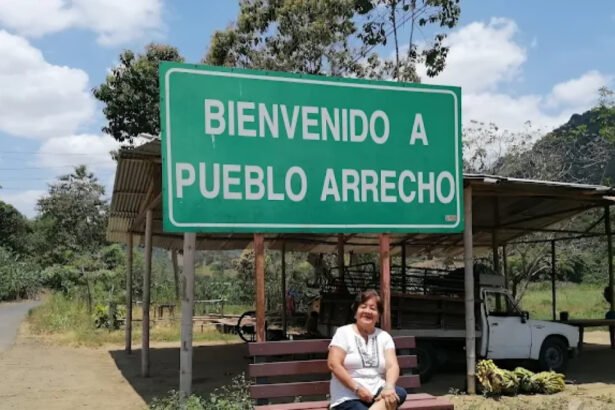 BIENVENIDO A
PUEBLO ARRECHO